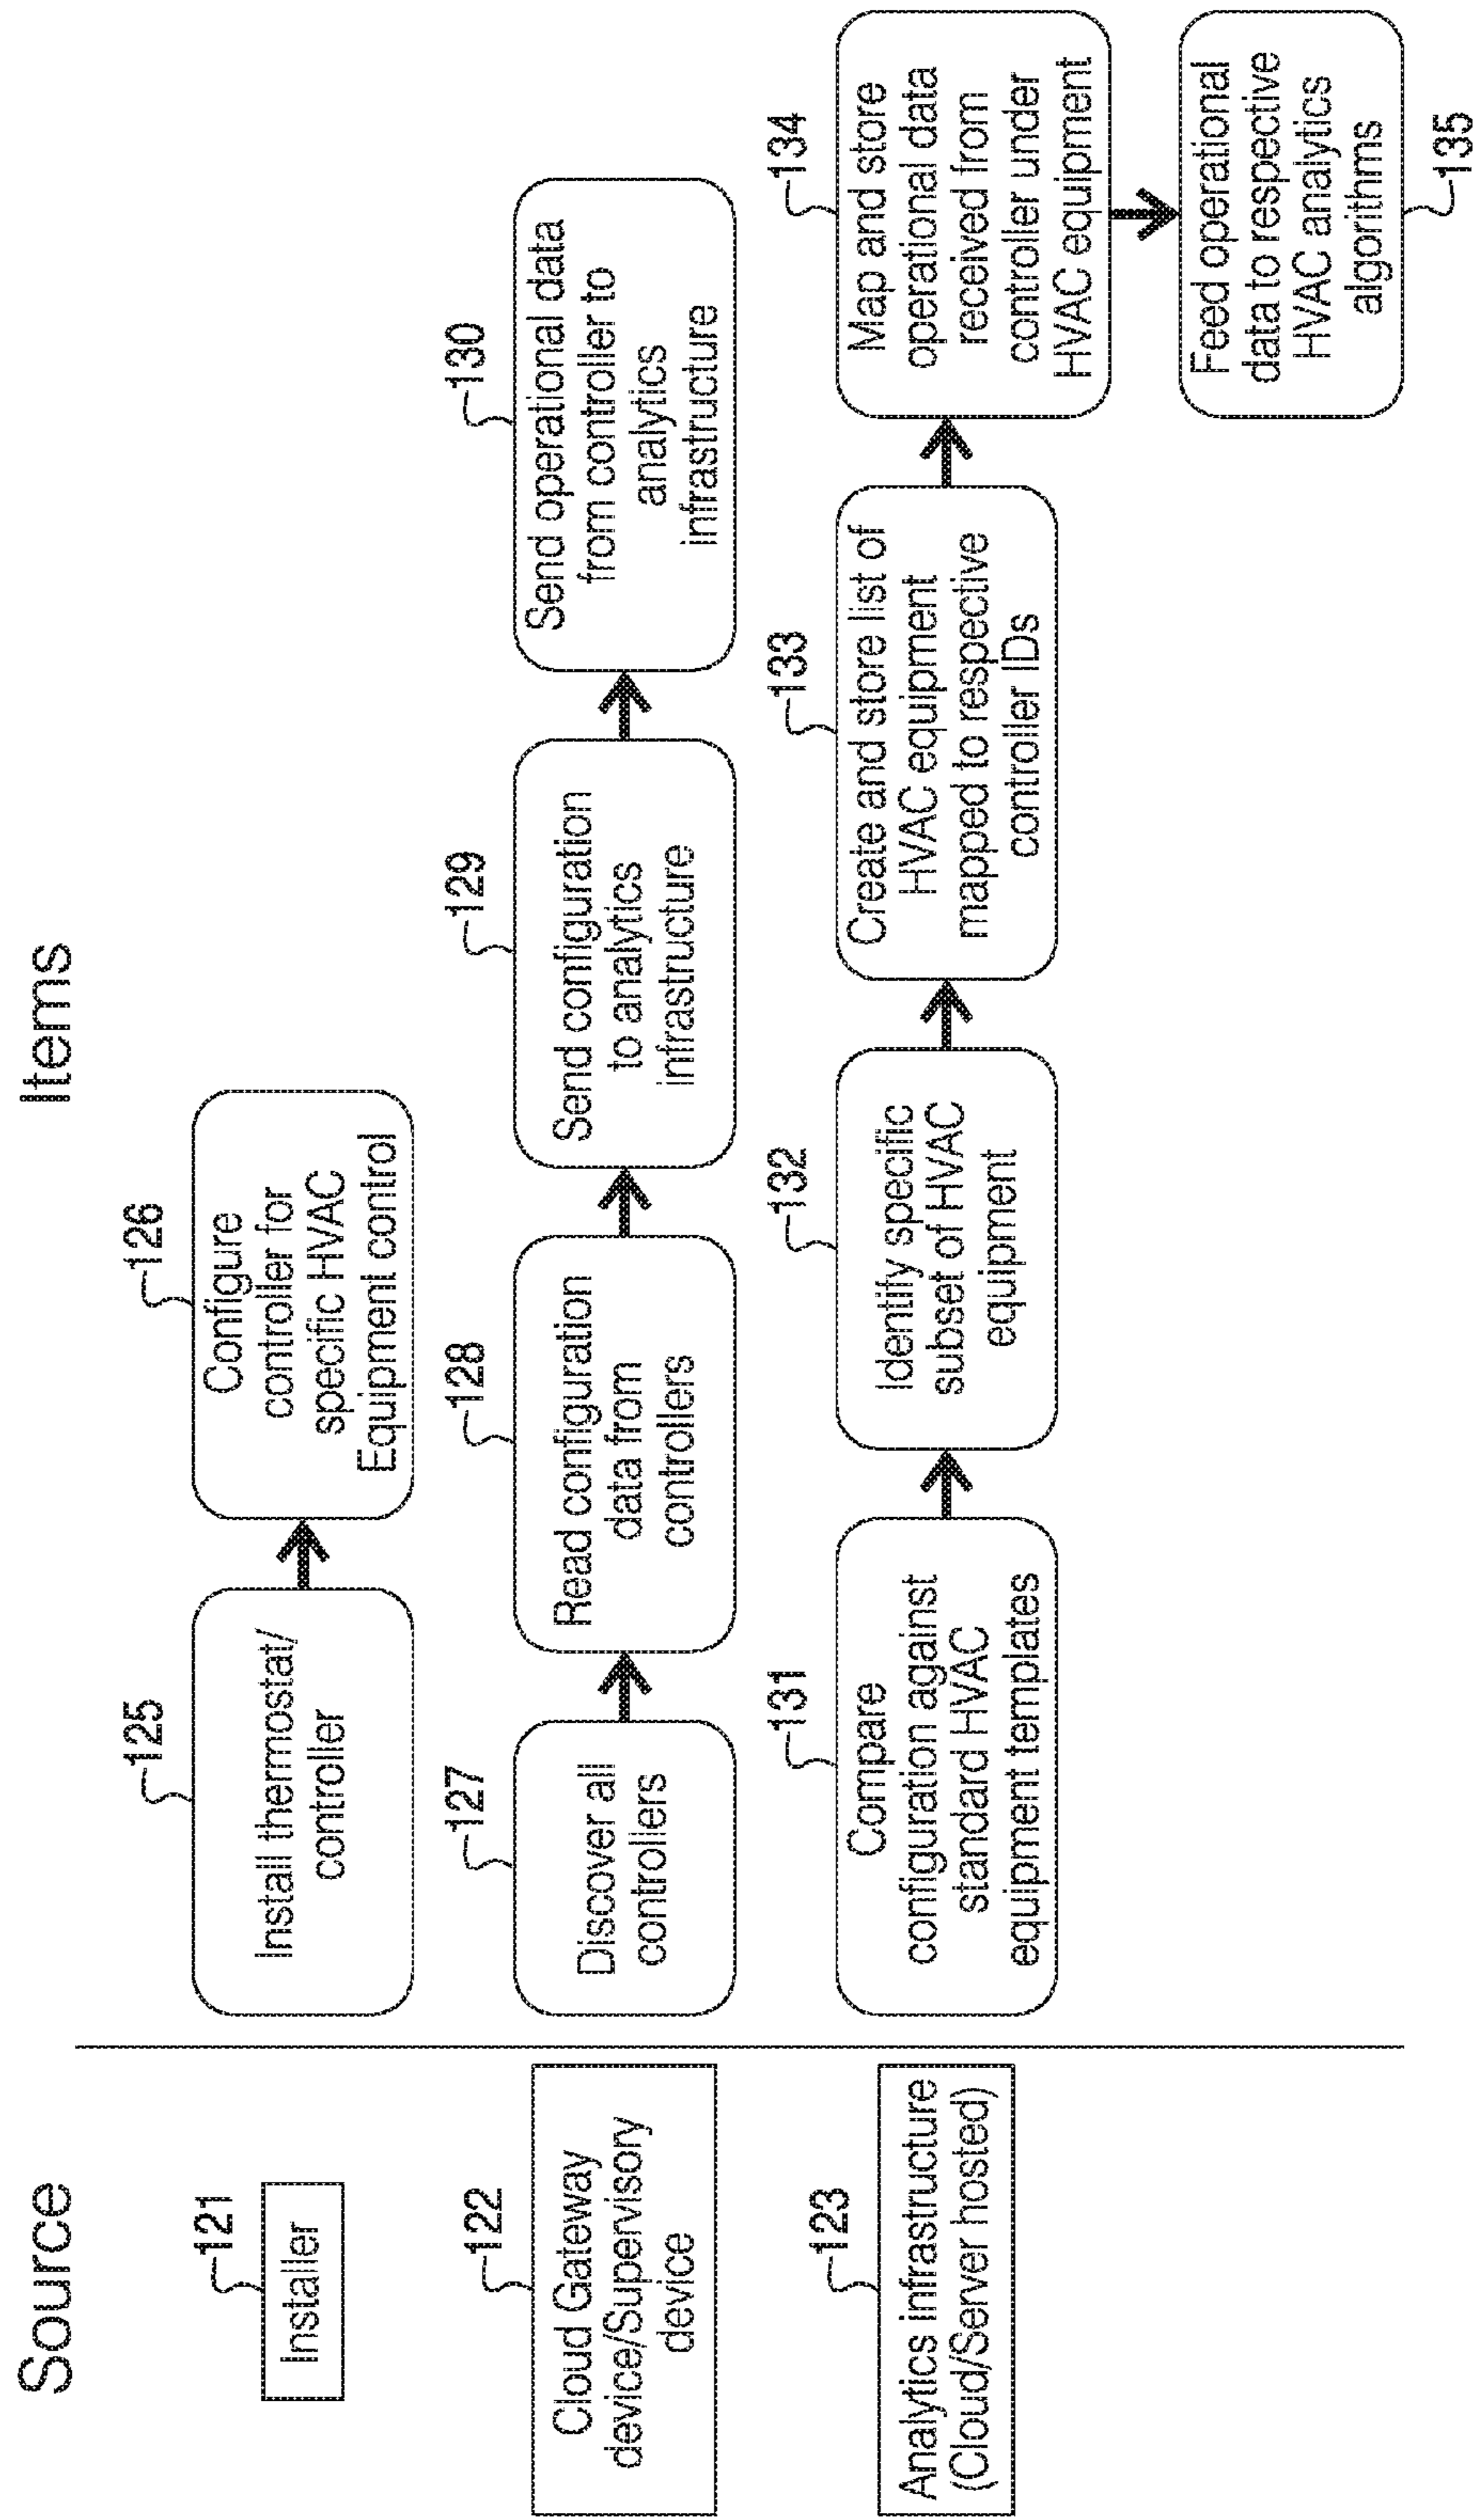 Source
Items
121
Installer
125
Install thermostat/
controller
126
Configure
controller for
specific HVAC
Equipment control
122
Cloud Gateway
device/Supervisory
device
127
Discover all
controllers
128
Read configuration
data from
controllers
129
Send configuration
to analytics
infrastructure
130
Send operational data
from controller to
analytics
infrastructure
123
Analytics infrastructure
(Cloud/Server hosted)
131
Compare
configuration against
standard HVAC
equipment templates
132
Identify specific
subset of HVAC
equipment
133
Create and store list of
HVAC equipment
mapped to respective
controller IDs
134
Map and store
operational data
received from
controller under
HVAC equipment
Feed operational
data to respective
HVAC analytics
algorithms
135